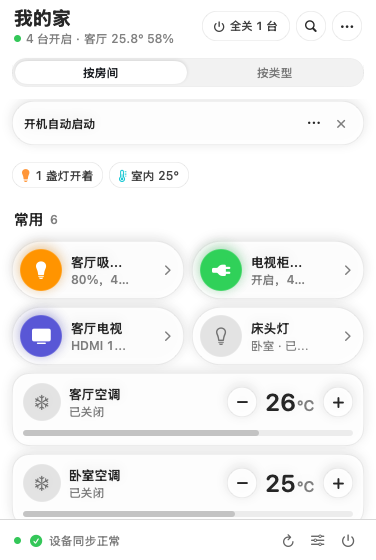 我的家
4 台开启 · 客厅 25.8° 58%
全关 1 台
按房间
按类型
开机自动启动
1 盏灯开着
室内 25°
常用 6
客厅吸...
80%，4...
电视柜...
开启，4...
客厅电视
HDMI 1...
床头灯
卧室 · 已...
客厅空调
已关闭
26°C
卧室空调
已关闭
25°C
设备同步正常